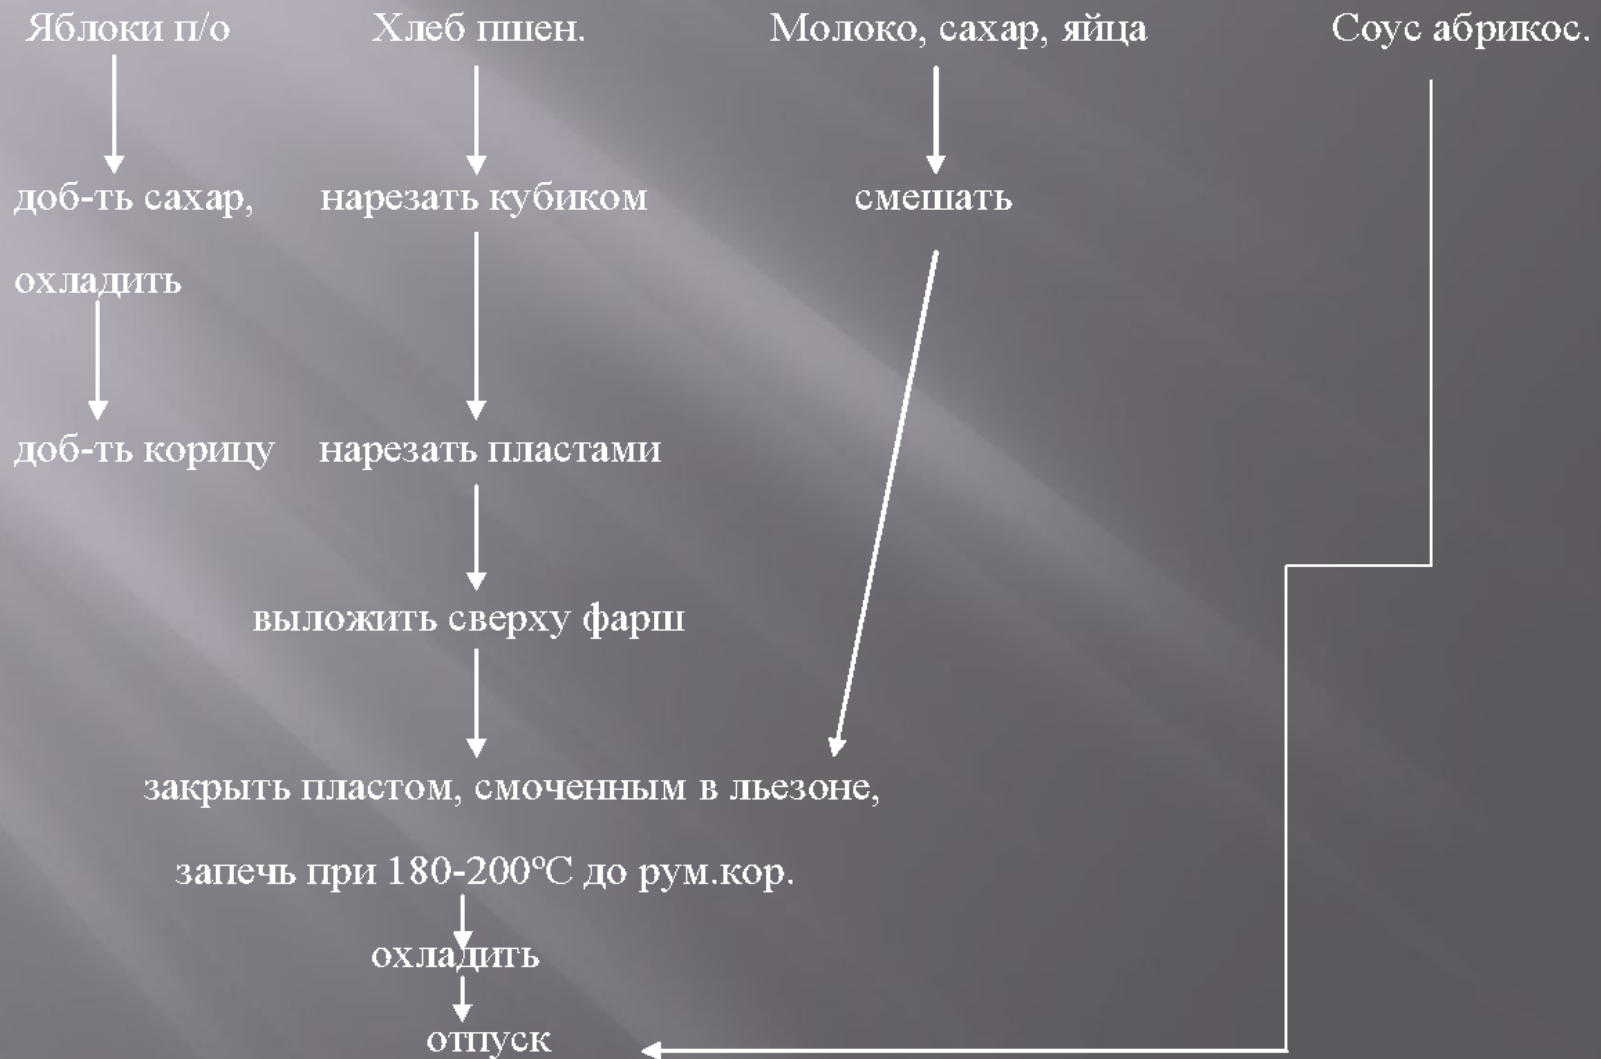 Яблоки п/о Хлеб пшен. Молоко, сахар, яйца Соус абрикос.
доб-ть сахар, нарезать кубиком смешать
охладить
доб-ть корицу нарезать пластами
выложить сверху фарш
закрыть пластом, смоченным в льезоне,
запечь при 180-200ºС до рум.кор.
охладить
отпуск